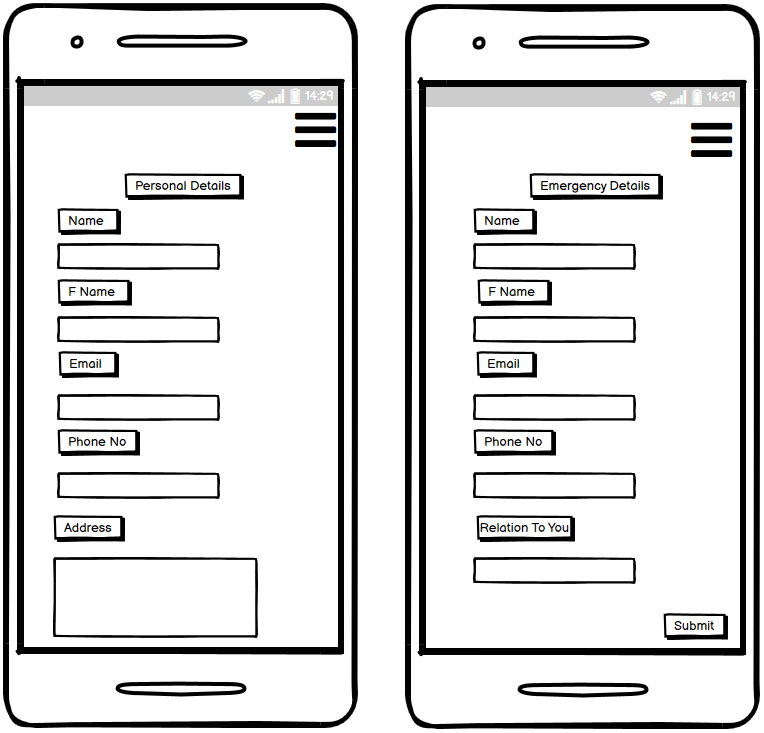 14:29
Personal Details
Name
F Name
Email
Phone No
Address
14:29
Emergency Details
Name
F Name
Email
Phone No
Relation To You
Submit